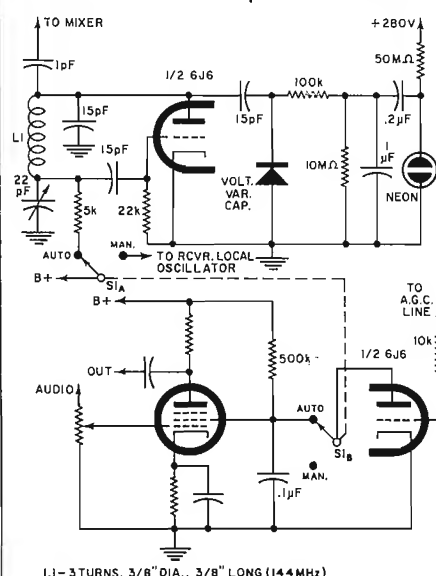 TO MIXER
+280V
1pF
50MΩ
1/2 6J6
100k
15pF
15pF
.2μF
L1
15pF
10MΩ
1
μF
22
pF
VOLT.
VAR.
CAP.
NEON
5k
22k
AUTO
MAN.
TO RCVR. LOCAL
OSCILLATOR
B+
S1A
B+
TO
A.G.C.
LINE
10k
OUT
500k
1/2 6J6
AUDIO
AUTO
S1B
MAN.
.1μF
L1-3 TURNS, 3/8" DIA., 3/8" LONG (144MHz)